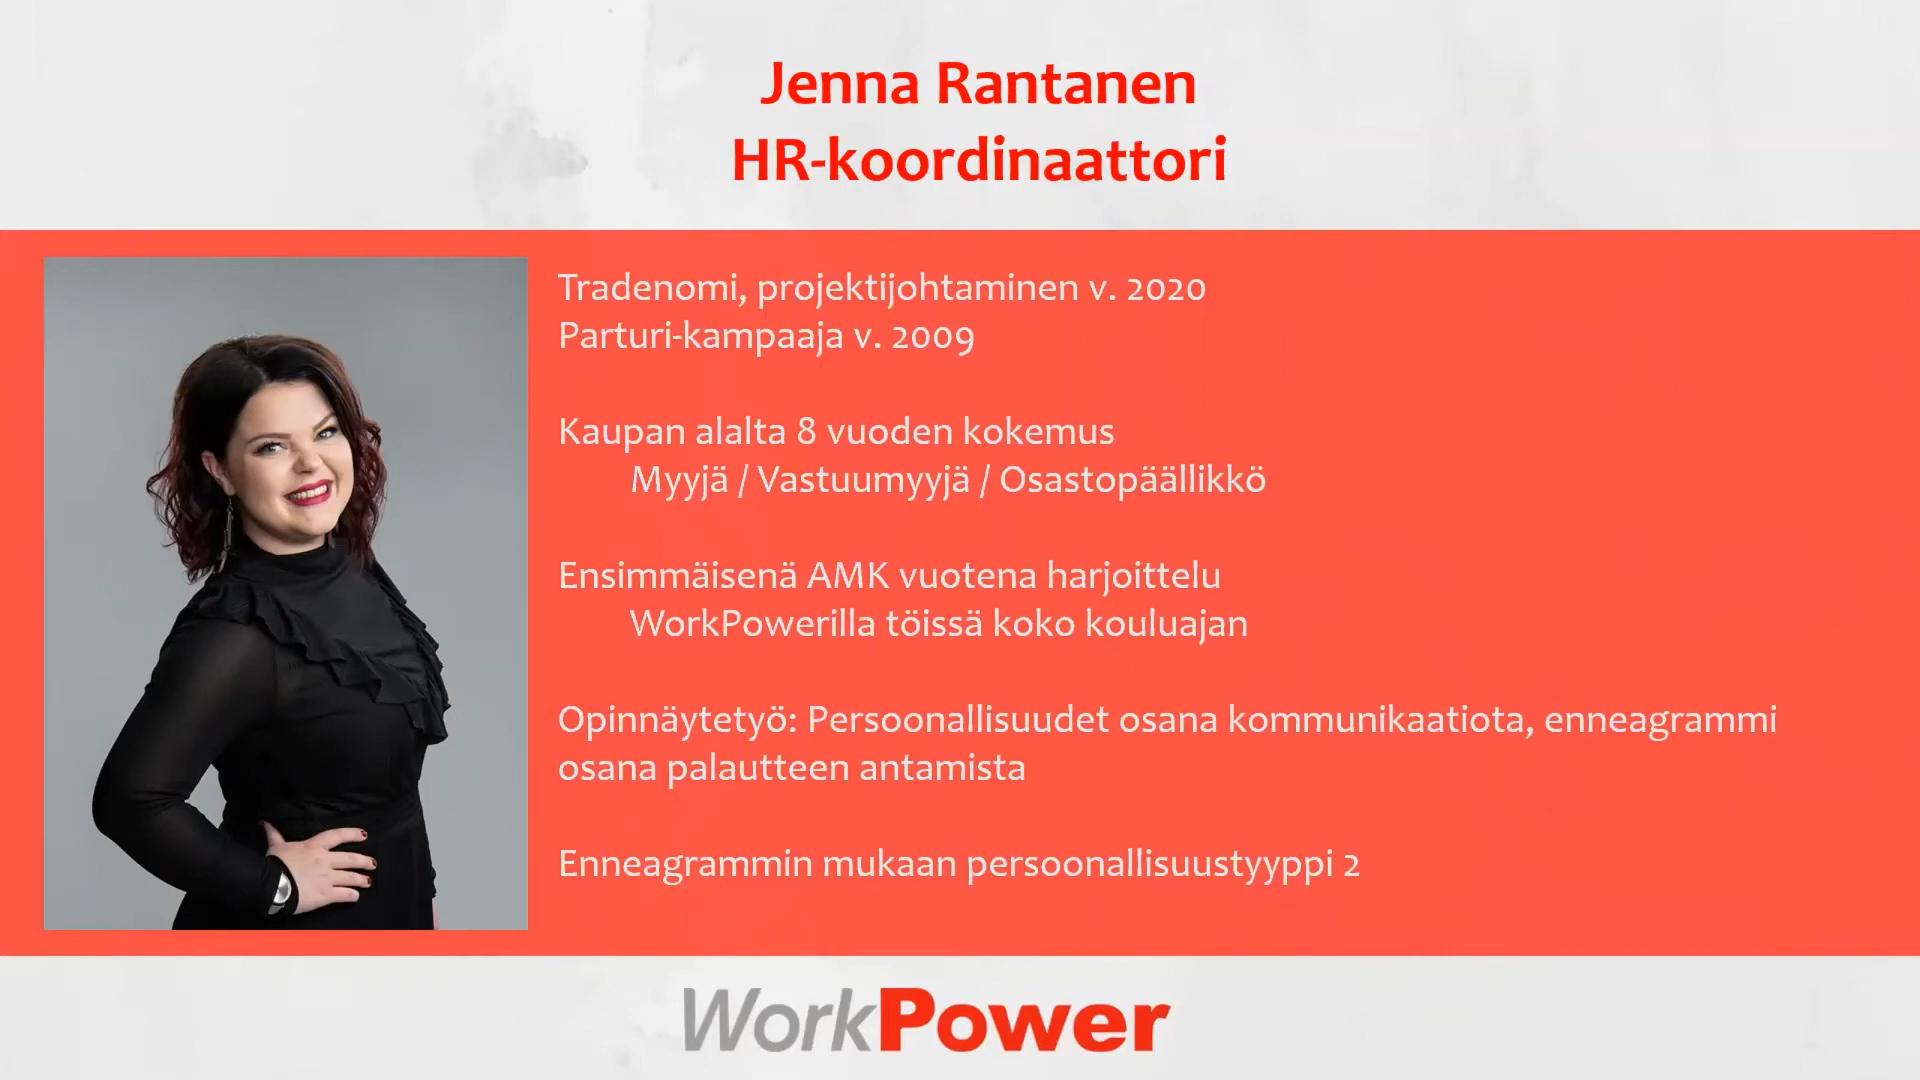 Jenna Rantanen
HR-koordinaattori
Tradenomi, projektijohtaminen v. 2020
Parturi-kampaaja v. 2009
Kaupan alalta 8 vuoden kokemus
Myyjä / Vastuumyyjä / Osastopäällikkö
Ensimmäisenä AMK vuotena harjoittelu
WorkPowerilla töissä koko kouluajan
Opinnäytetyö: Persoonallisuudet osana kommunikaatiota, enneagrammi
osana palautteen antamista
Enneagrammin mukaan persoonallisuustyyppi 2
WorkPower